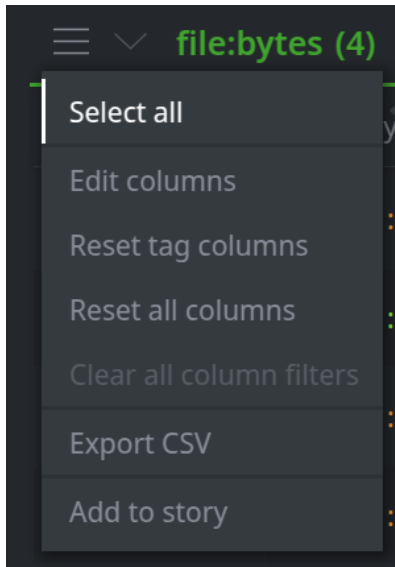 file:bytes (4)
Select all
Edit columns
Reset tag columns
Reset all columns
Clear all column filters
Export CSV
Add to story